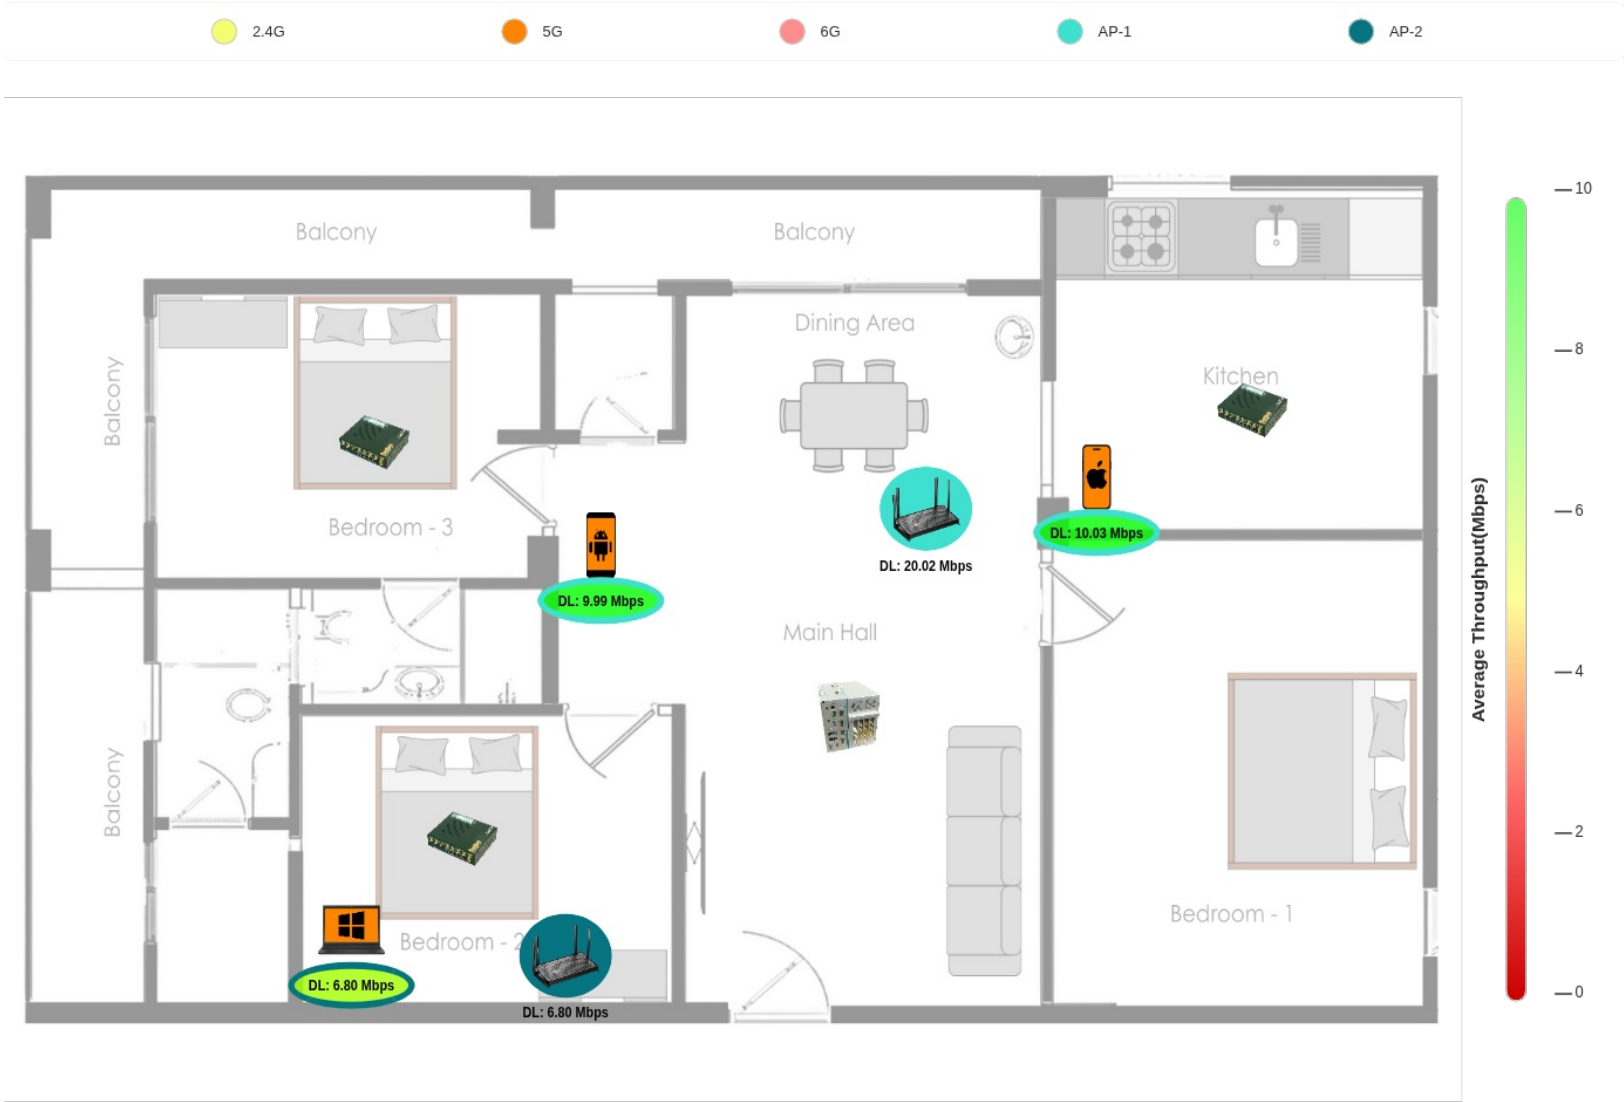 2.4G
5G
6G
AP-1
AP-2
10
Balcony
Balcony
Dining Area
8
Kitchen
Balcony
Bedroom - 3
DL: 10.03 Mbps
6
DL: 20.02 Mbps
DL: 9.99 Mbps
Average Throughput(Mbps)
Main Hall
4
Balcony
2
Bedroom - 1
Bedroom - 2
DL: 6.80 Mbps
0
DL: 6.80 Mbps